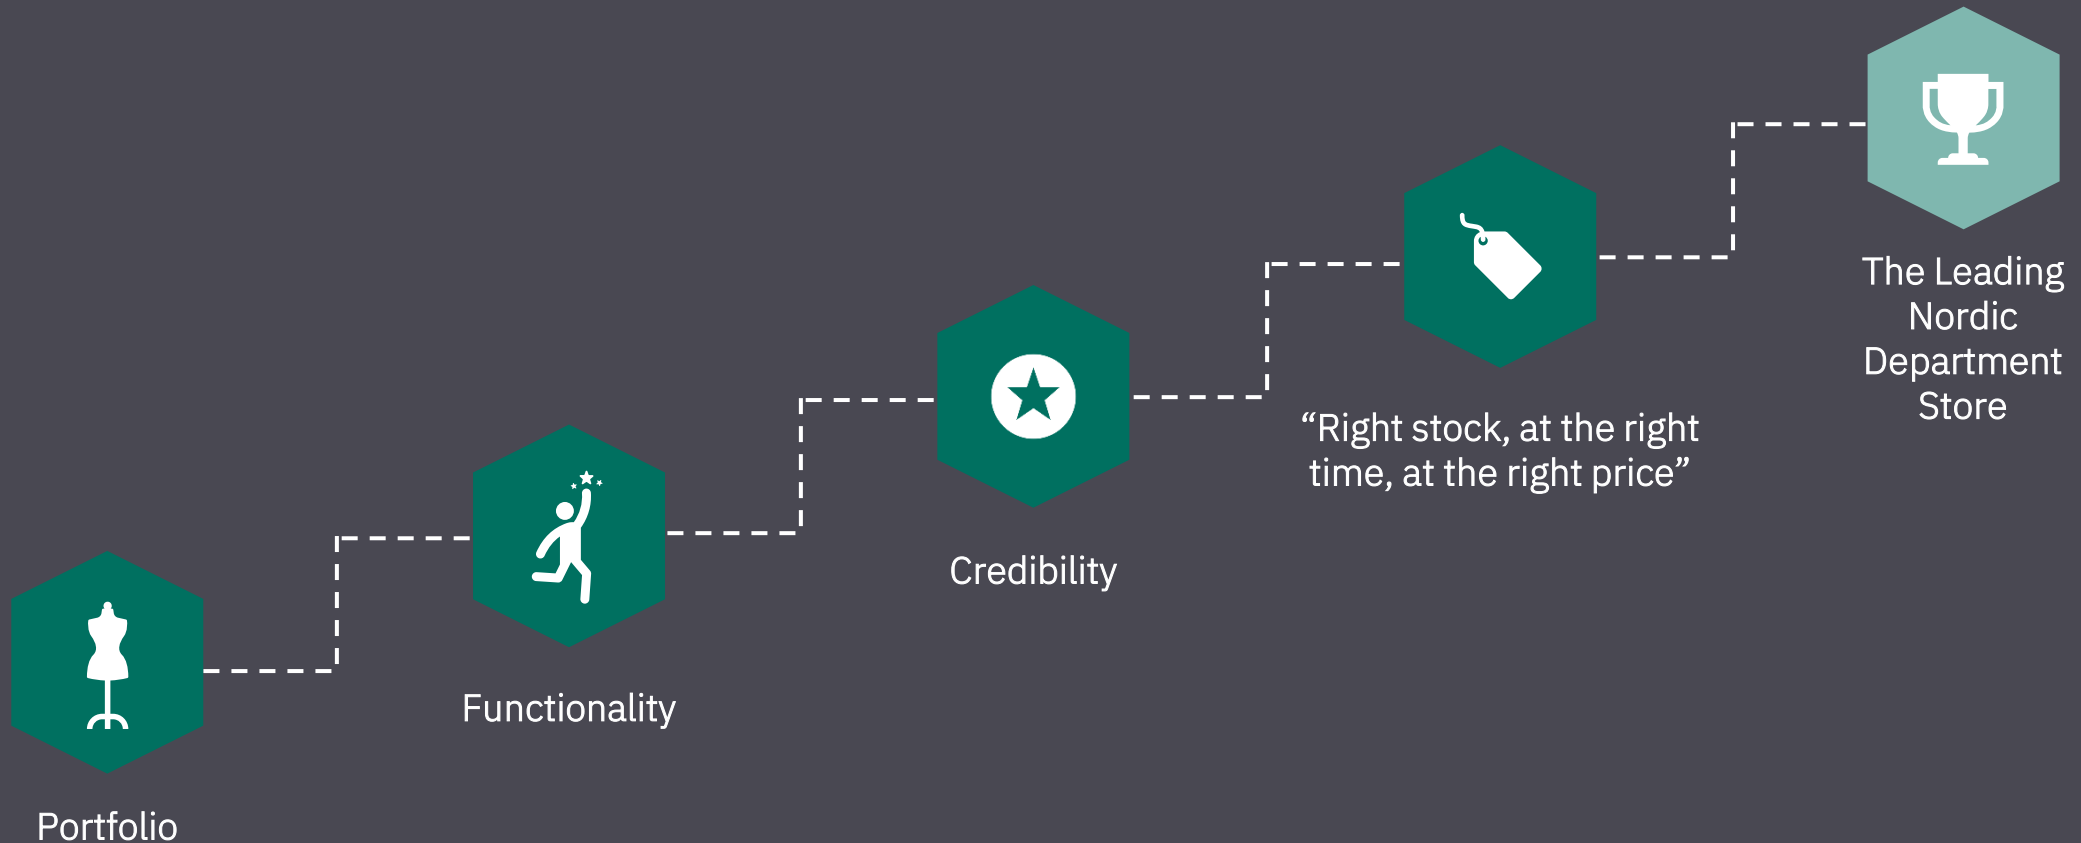 Portfolio
Functionality
Credibility
“Right stock, at the right
time, at the right price”
The Leading
Nordic
Department
Store